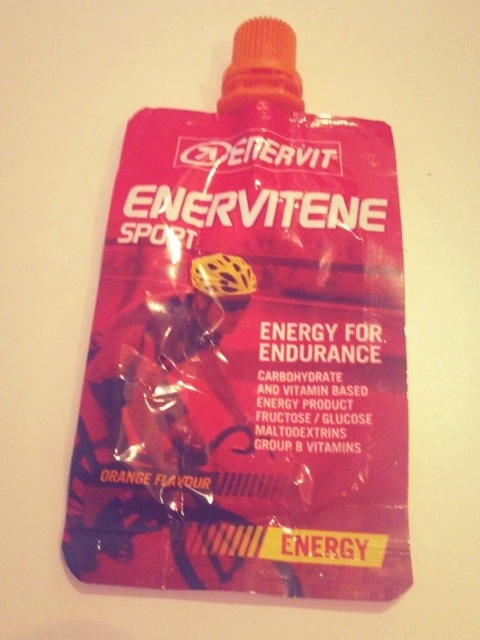 ENERVIT
ENERVITENE
SPORT
ENERGY FOR
ENDURANCE
CARBOHYDRATE
AND VITAMIN BASED
ENERGY PRODUCT
FRUCTOSE / GLUCOSE
MALTODEXTRINS
GROUP B VITAMINS
ORANGE FLAVOUR
ENERGY